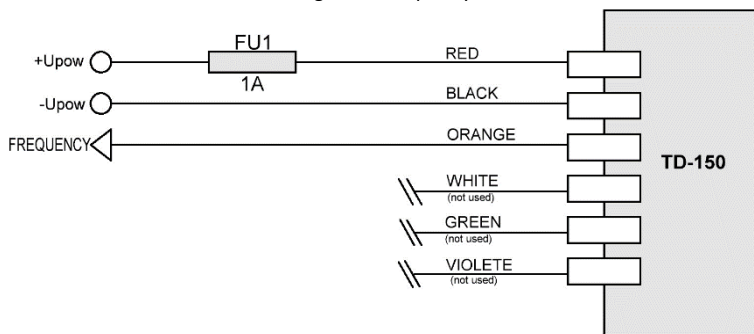 FU1
+Upow
RED
1A
-Upow
BLACK
FREQUENCY
ORANGE
TD-150
WHITE
(not used)
GREEN
(not used)
VIOLETE
(not used)